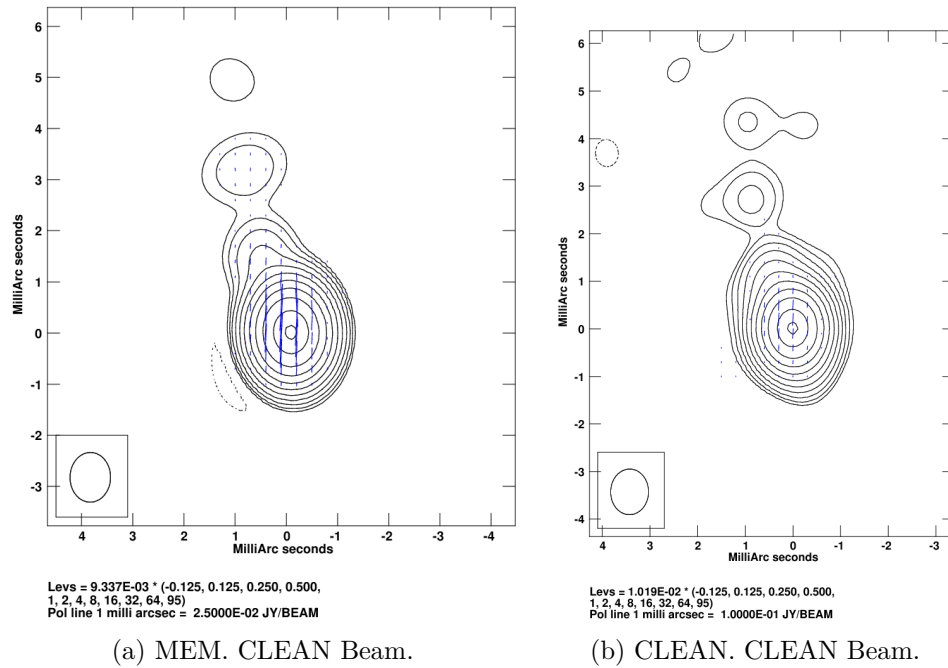 6
5
4
3
2
1
0
-1
-2
-3
MilliArc seconds
4 3 2 1 0 -1 -2 -3 -4
MilliArc seconds
Levs = 9.337E-03 * (-0.125, 0.125, 0.250, 0.500,
1, 2, 4, 8, 16, 32, 64, 95)
Pol line 1 milli arcsec = 2.5000E-02 JY/BEAM
(a) MEM. CLEAN Beam.
6
5
4
3
2
1
0
-1
-2
-3
-4
MilliArc seconds
4 3 2 1 0 -1 -2 -3
MilliArc seconds
Levs = 1.019E-02 * (-0.125, 0.125, 0.250, 0.500,
1, 2, 4, 8, 16, 32, 64, 95)
Pol line 1 milli arcsec = 1.0000E-01 JY/BEAM
(b) CLEAN. CLEAN Beam.